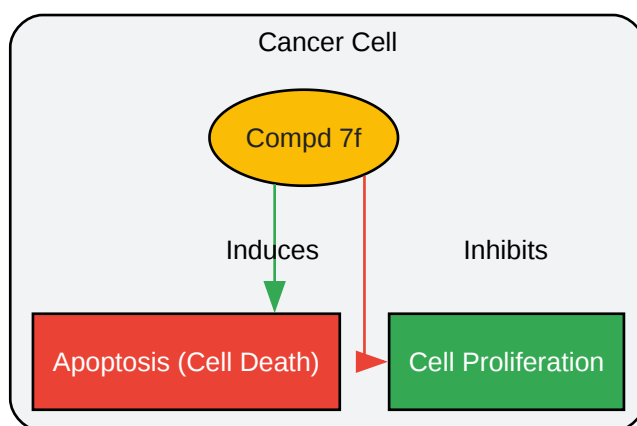 Cancer Cell
Compd 7f
Induces
Inhibits
Apoptosis (Cell Death)
Cell Proliferation